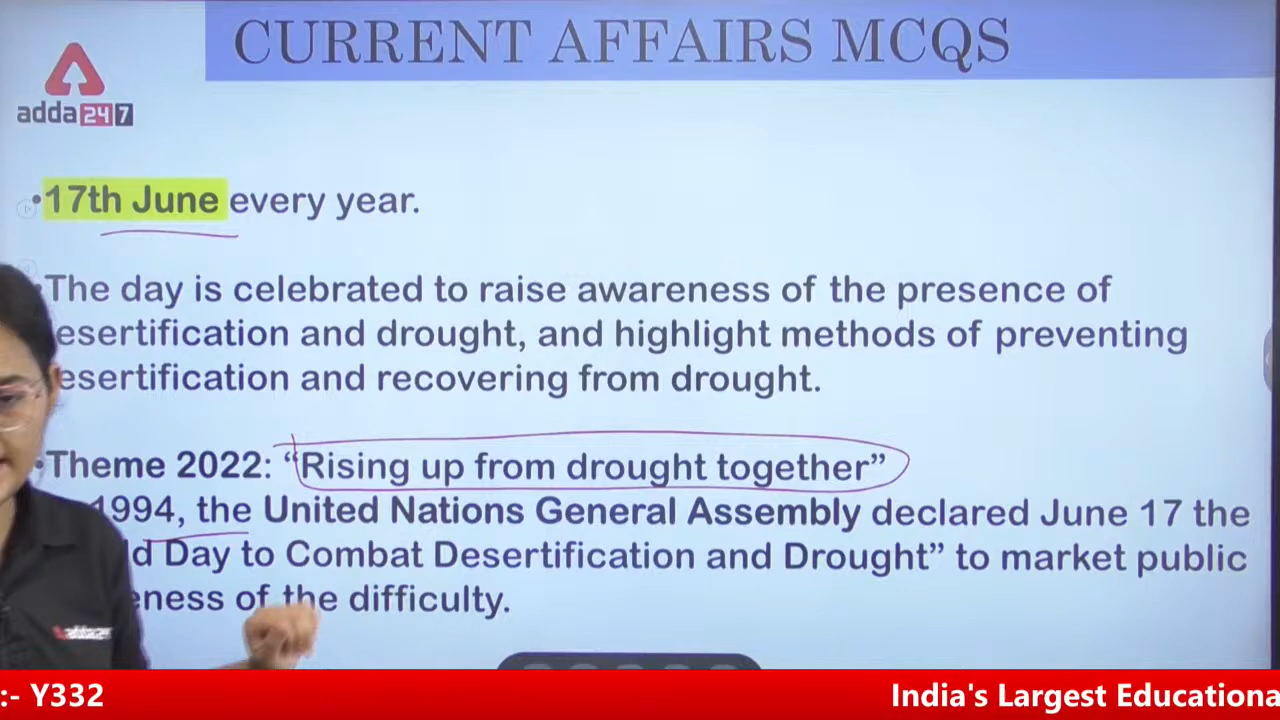 CURRENT AFFAIRS MCQS
adda247
•17th June every year.
The day is celebrated to raise awareness of the presence of
esertification and drought, and highlight methods of preventing
esertification and recovering from drought.
•Theme 2022: “Rising up from drought together”
1994, the United Nations General Assembly declared June 17 the
d Day to Combat Desertification and Drought” to market public
eness of the difficulty.
:- Y332
India's Largest Educationa